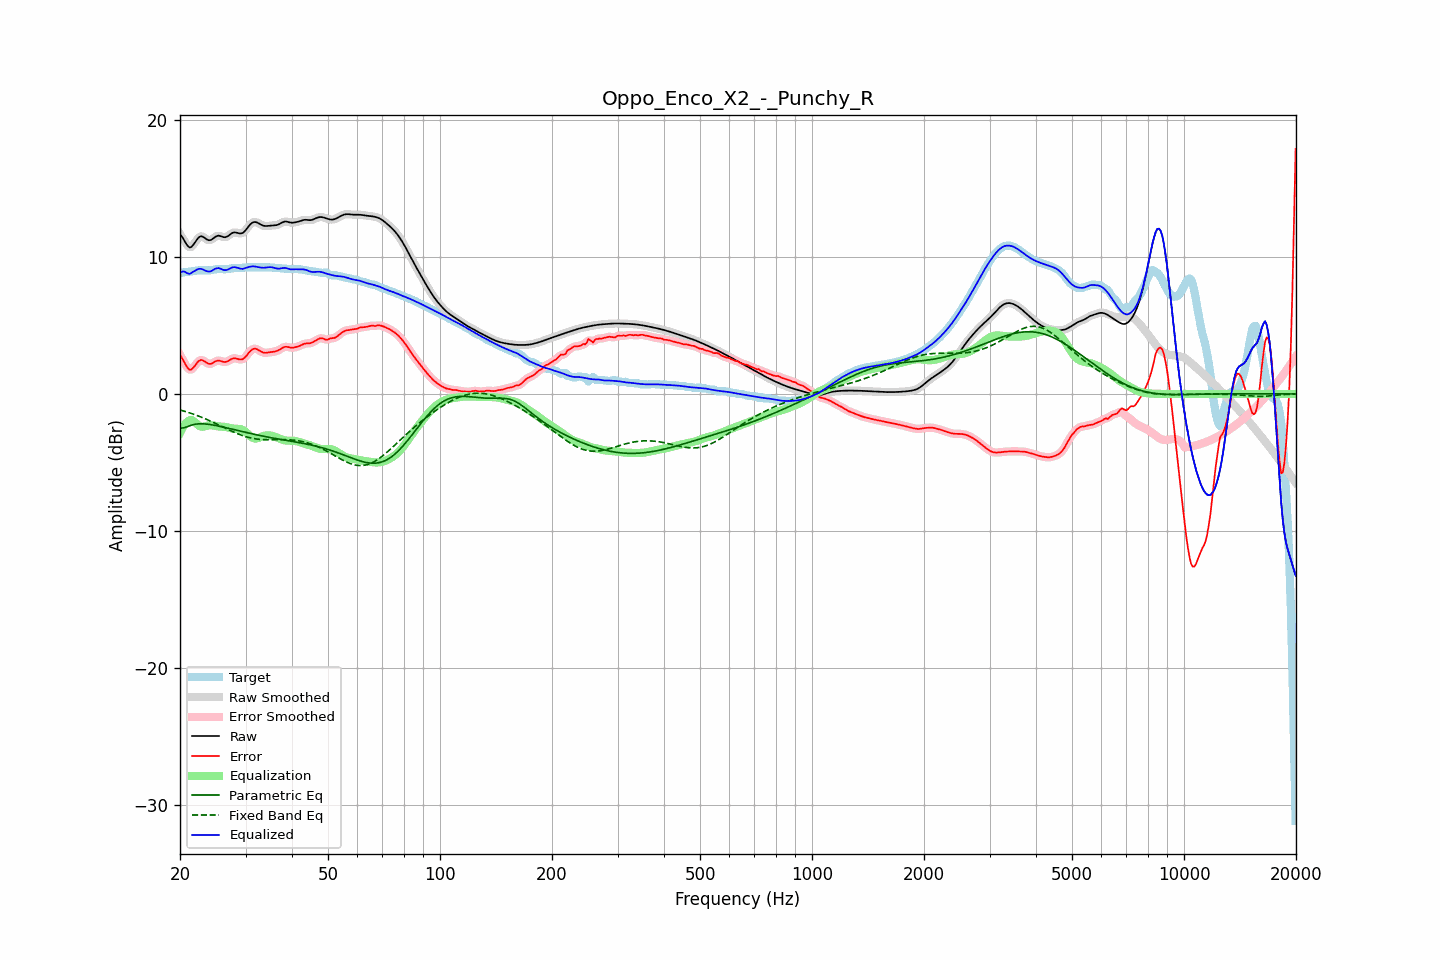 Oppo_Enco_X2_-_Punchy_R
20
10
0
−10
−20
−30
Amplitude (dBr)
Target
Raw Smoothed
Error Smoothed
Raw
Error
Equalization
Parametric Eq
Fixed Band Eq
Equalized
20 50 100 200 500 1000 2000 5000 10000 20000
Frequency (Hz)